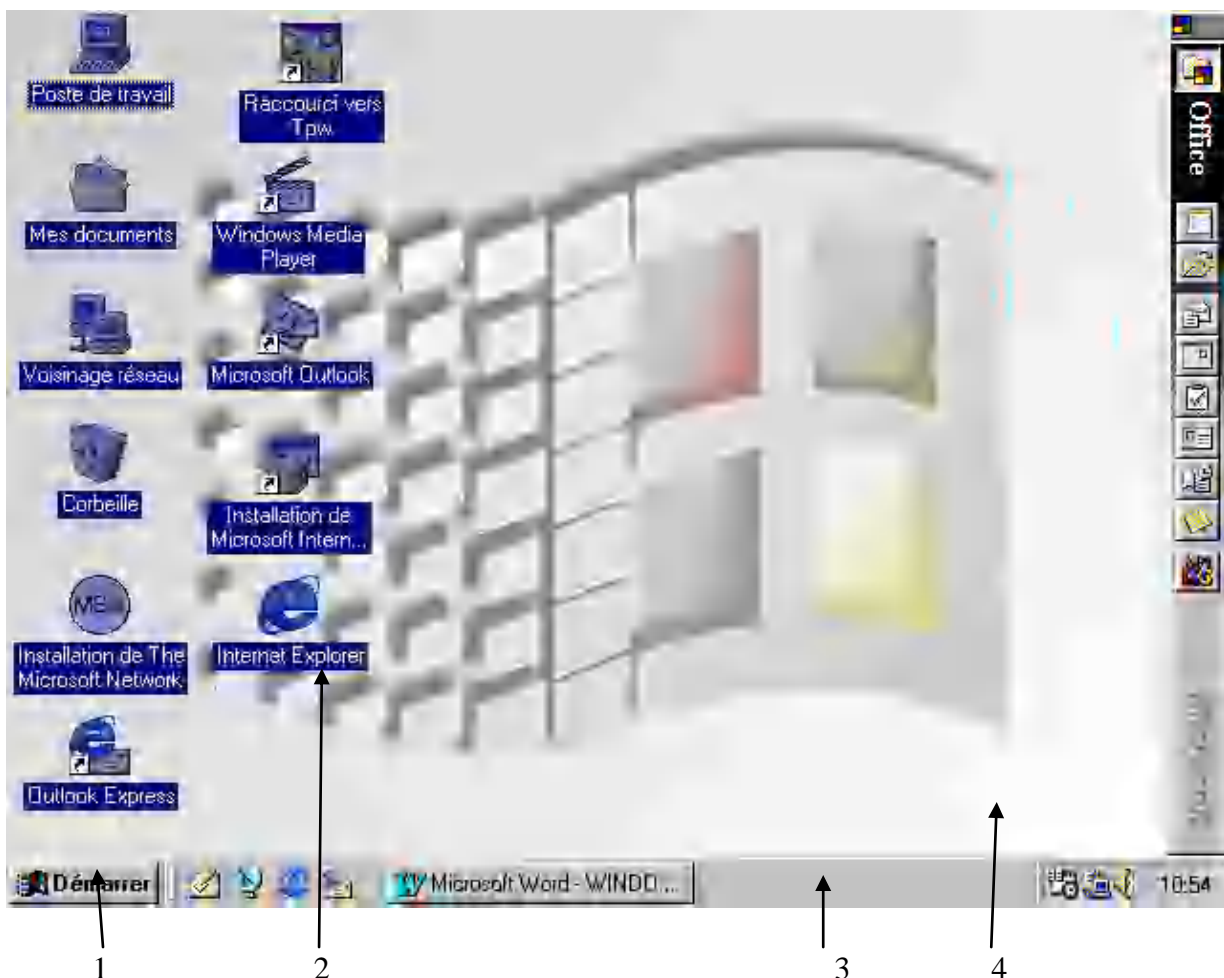 Poste de travail
Raccourci vers
Tpw
Mes documents
Windows Media
Player
Voisinage réseau
Microsoft Outlook
Corbeille
Installation de
Microsoft Intern...
Installation de The
Microsoft Network
Internet Explorer
Outlook Express
Office
Démarrer
Microsoft Word - WINDO ...
10:54
1
2
3
4